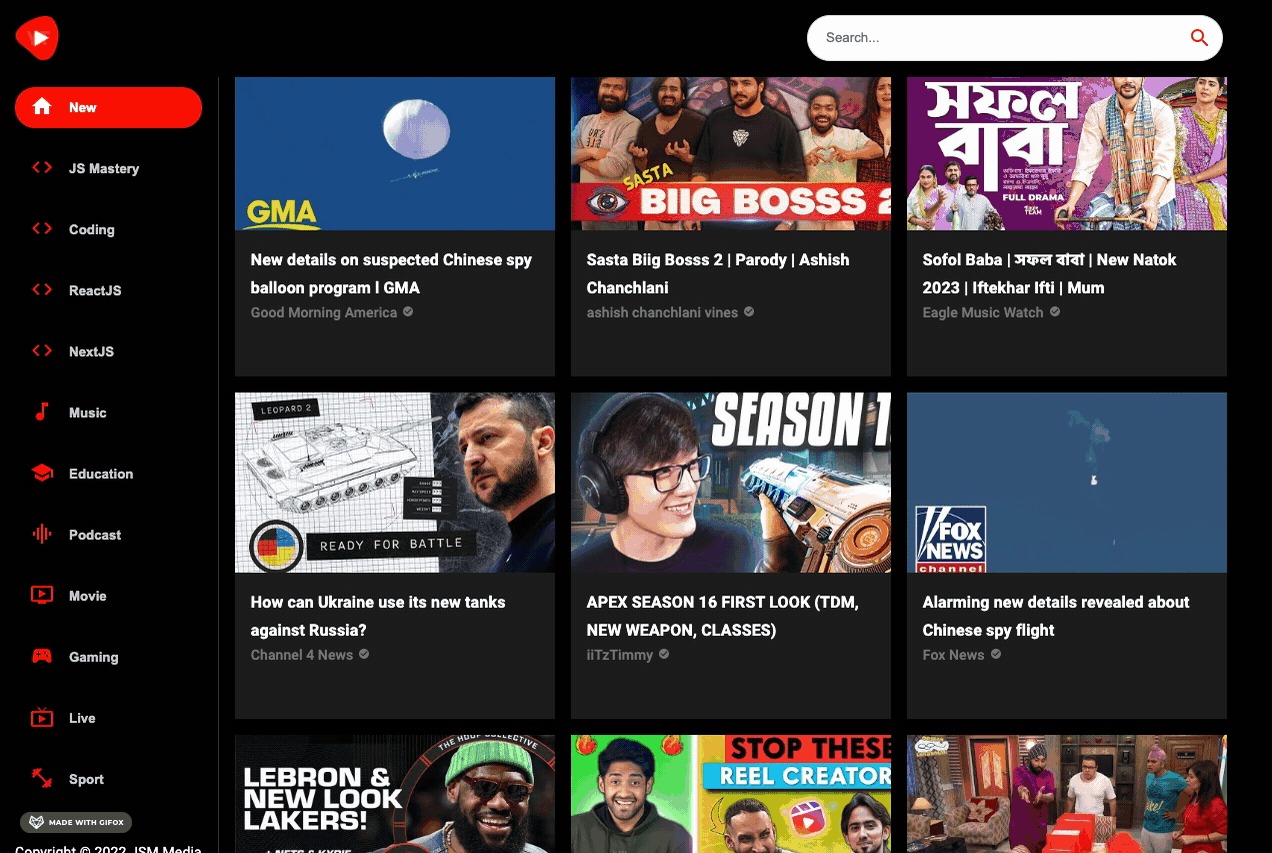 Search...
New
JS Mastery
Coding
ReactJS
NextJS
Music
Education
Podcast
Movie
Gaming
Live
Sport
MADE WITH GIFOX
Copyright © 2022 JSM Media
GMA
New details on suspected Chinese spy
balloon program l GMA
Good Morning America
SASTA
BIIG BOSSS 2
Sasta Biig Bosss 2 | Parody | Ashish
Chanchlani
ashish chanchlani vines
সফল
বাবা
FULL DRAMA
Sofol Baba | সফল বাবা | New Natok
2023 | Iftekhar Ifti | Mum
Eagle Music Watch
LEOPARD 2
READY FOR BATTLE
How can Ukraine use its new tanks
against Russia?
Channel 4 News
SEASON 1
APEX SEASON 16 FIRST LOOK (TDM,
NEW WEAPON, CLASSES)
iiTzTimmy
FOX
NEWS
channel
Alarming new details revealed about
Chinese spy flight
Fox News
THE HOOP COLLECTIVE
LEBRON &
NEW LOOK
LAKERS!
+ NETS & KYRIE
STOP THESE
REEL CREATOR